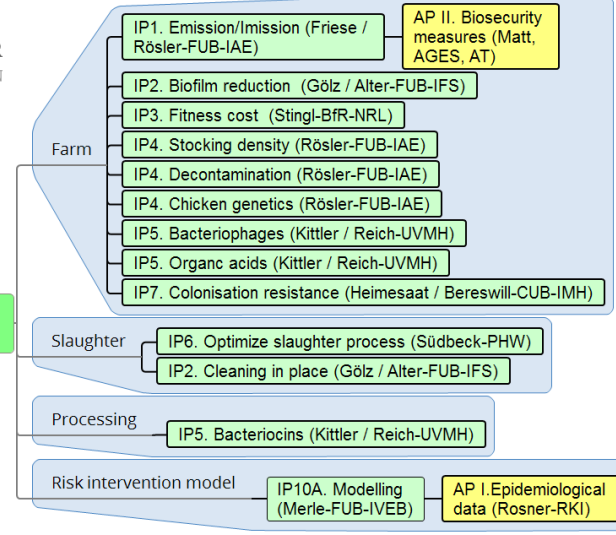 R
N
IP1. Emission/Imission (Friese /
Rösler-FUB-IAE)
AP II. Biosecurity
measures (Matt,
AGES, AT)
Farm
IP2. Biofilm reduction (Gölz / Alter-FUB-IFS)
IP3. Fitness cost (Stingl-BfR-NRL)
IP4. Stocking density (Rösler-FUB-IAE)
IP4. Decontamination (Rösler-FUB-IAE)
IP4. Chicken genetics (Rösler-FUB-IAE)
IP5. Bacteriophages (Kittler / Reich-UVMH)
IP5. Organc acids (Kittler / Reich-UVMH)
IP7. Colonisation resistance (Heimesaat / Bereswill-CUB-IMH)
Slaughter
IP6. Optimize slaughter process (Südbeck-PHW)
IP2. Cleaning in place (Gölz / Alter-FUB-IFS)
Processing
IP5. Bacteriocins (Kittler / Reich-UVMH)
Risk intervention model
IP10A. Modelling
(Merle-FUB-IVEB)
AP I.Epidemiological
data (Rosner-RKI)